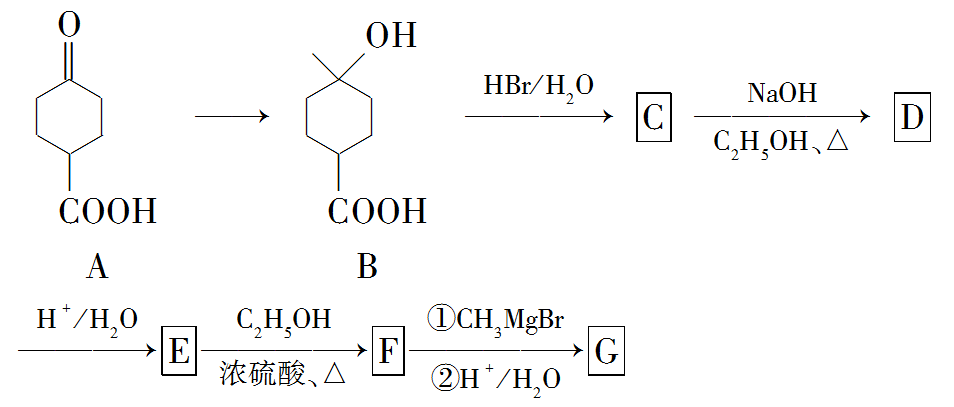 O
OH
COOH
A
COOH
B
HBr/H₂O
C
NaOH
C₂H₅OH、△
D
H⁺/H₂O
E
C₂H₅OH
浓硫酸、△
F
①CH₃MgBr
②H⁺/H₂O
G